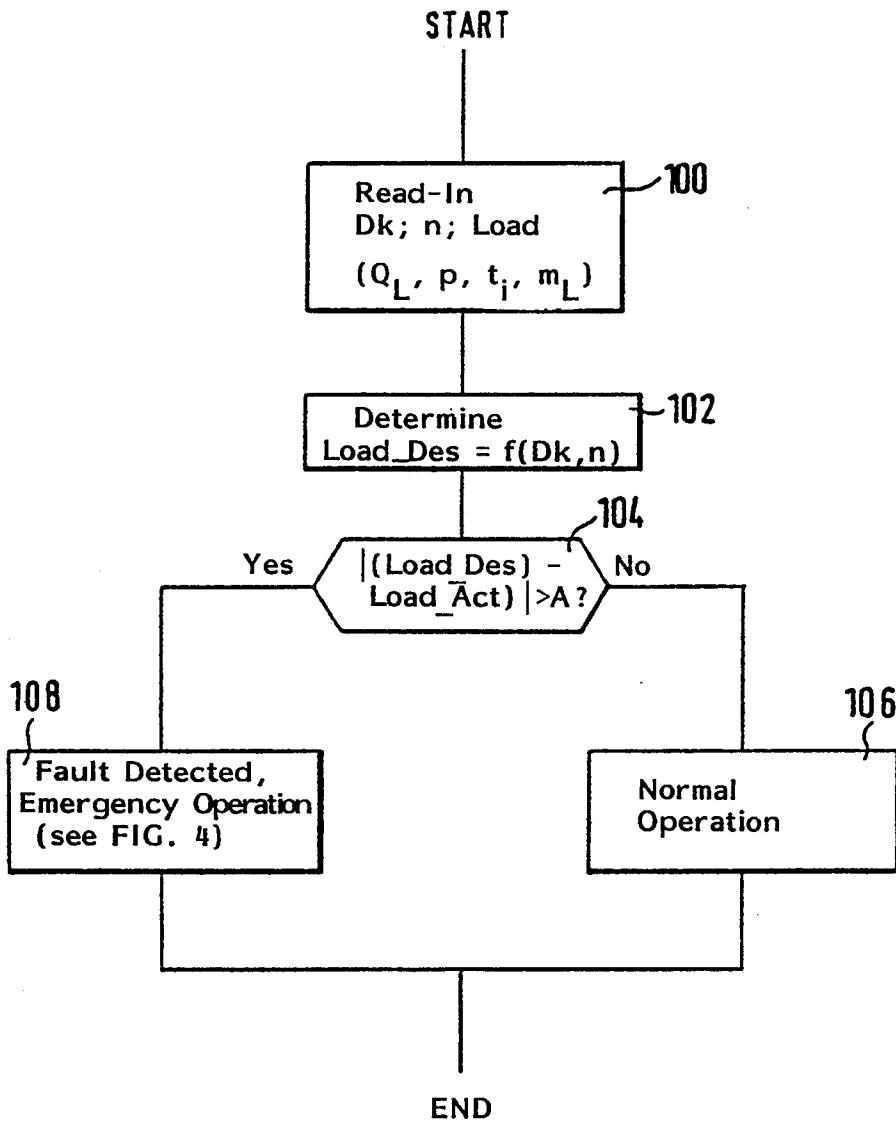 START
100
Read-In
Dk; n; Load
(Q_L, p, t_i, m_L)
102
Determine
Load_Des = f(Dk,n)
104
Yes
|(Load_Des) -
Load_Act) |>A?
No
108
Fault Detected,
Emergency Operation
(see FIG. 4)
106
Normal
Operation
END